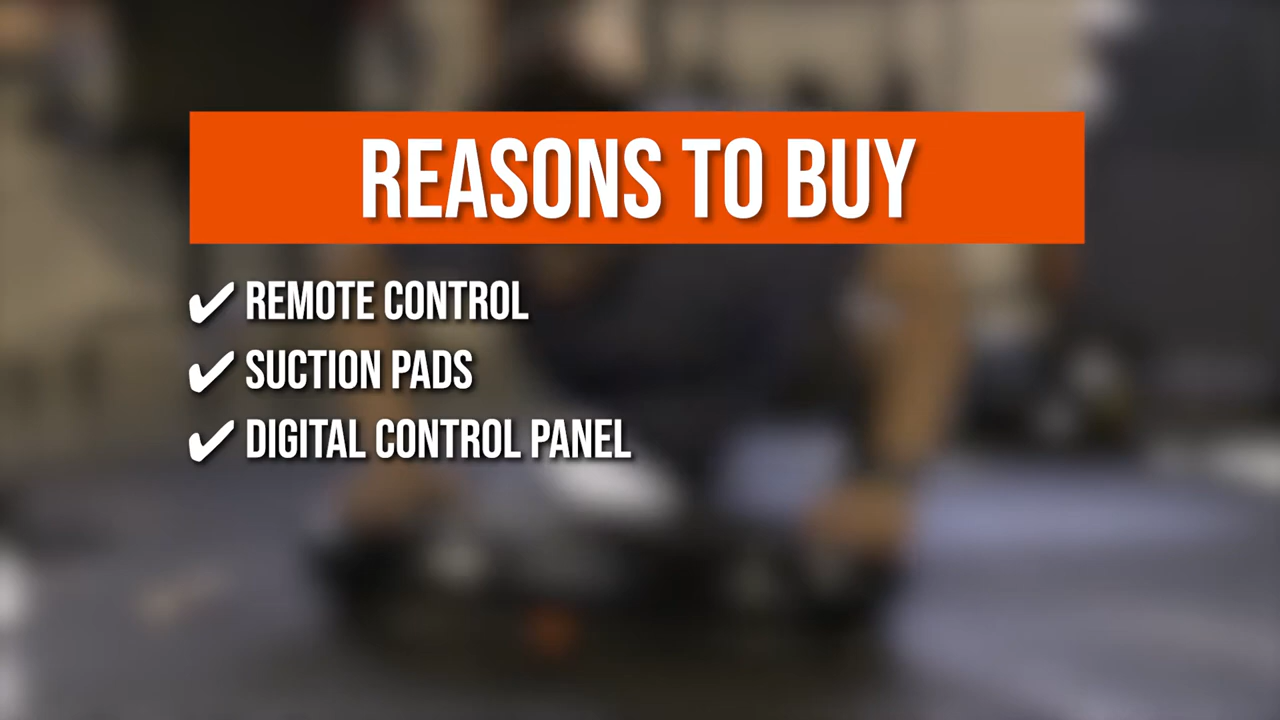 REASONS TO BUY
✔ REMOTE CONTROL
✔ SUCTION PADS
✔ DIGITAL CONTROL PANEL